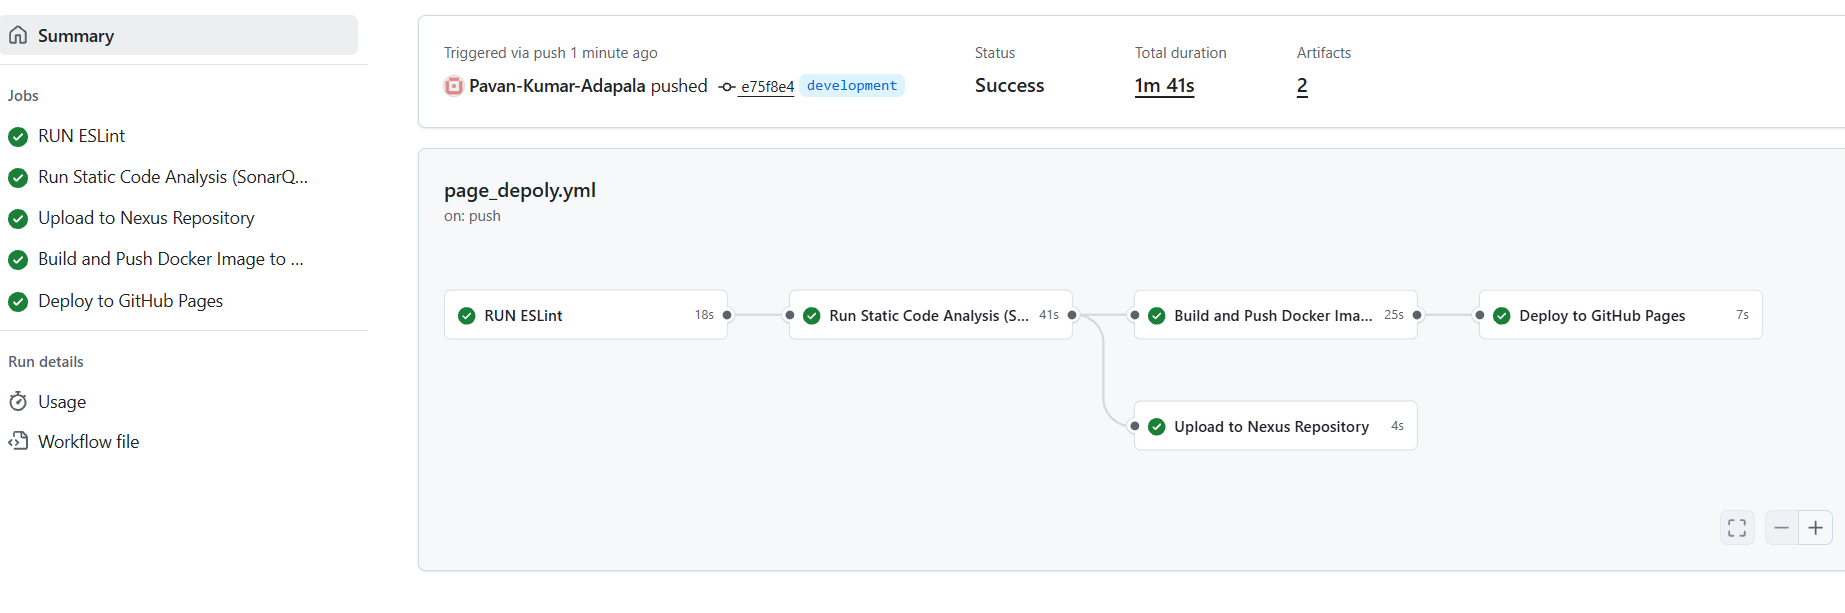 Summary
Jobs
RUN ESLint
Run Static Code Analysis (SonarQ...
Upload to Nexus Repository
Build and Push Docker Image to ...
Deploy to GitHub Pages
Run details
Usage
Workflow file
Triggered via push 1 minute ago
Pavan-Kumar-Adapala pushed e75f8e4 development
Status
Success
Total duration
1m 41s
Artifacts
2
page_depoly.yml
on: push
RUN ESLint 18s
Run Static Code Analysis (S... 41s
Build and Push Docker Ima... 25s
Deploy to GitHub Pages 7s
Upload to Nexus Repository 4s